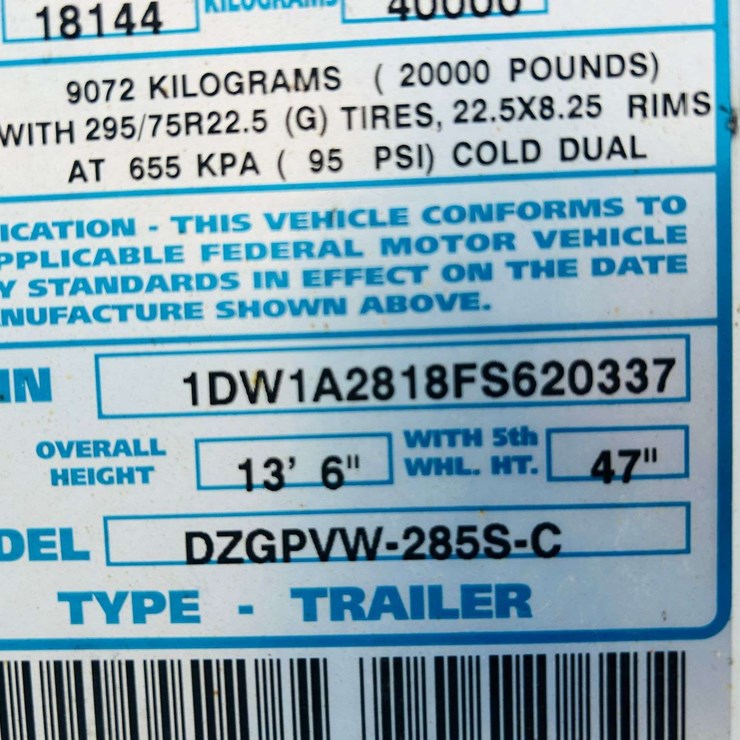 18144 KILOGRAMS 40000
9072 KILOGRAMS ( 20000 POUNDS)
WITH 295/75R22.5 (G) TIRES, 22.5X8.25 RIMS
AT 655 KPA ( 95 PSI) COLD DUAL
ICATION - THIS VEHICLE CONFORMS TO
PPLICABLE FEDERAL MOTOR VEHICLE
Y STANDARDS IN EFFECT ON THE DATE
NUFACTURE SHOWN ABOVE.
IN 1DW1A2818FS620337
OVERALL HEIGHT 13' 6" WITH 5th WHL. HT. 47"
DEL DZGPVW-285S-C
TYPE - TRAILER